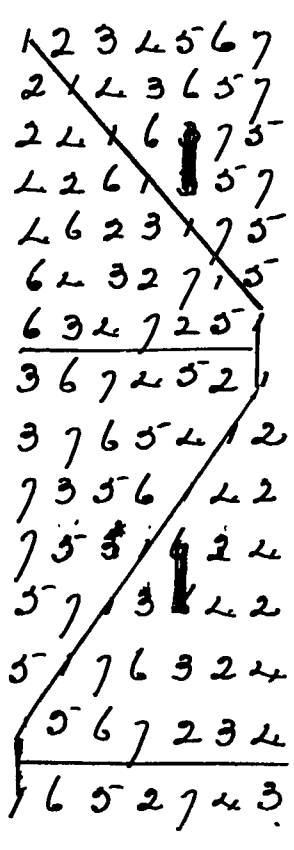 1 2 3 4 5 6 7
2 1 4 3 6 5 7
2 4 1 6 3 7 5
4 2 6 1 3 5 7
4 6 2 3 1 7 5
6 4 3 2 7 1 5
6 3 4 7 2 5 1
3 6 7 4 5 2 1
3 7 6 5 4 1 2
7 3 5 6 1 4 2
7 5 3 1 6 2 4
5 7 1 3 6 4 2
5 1 7 6 3 2 4
1 5 6 7 2 3 4
1 6 5 2 7 4 3